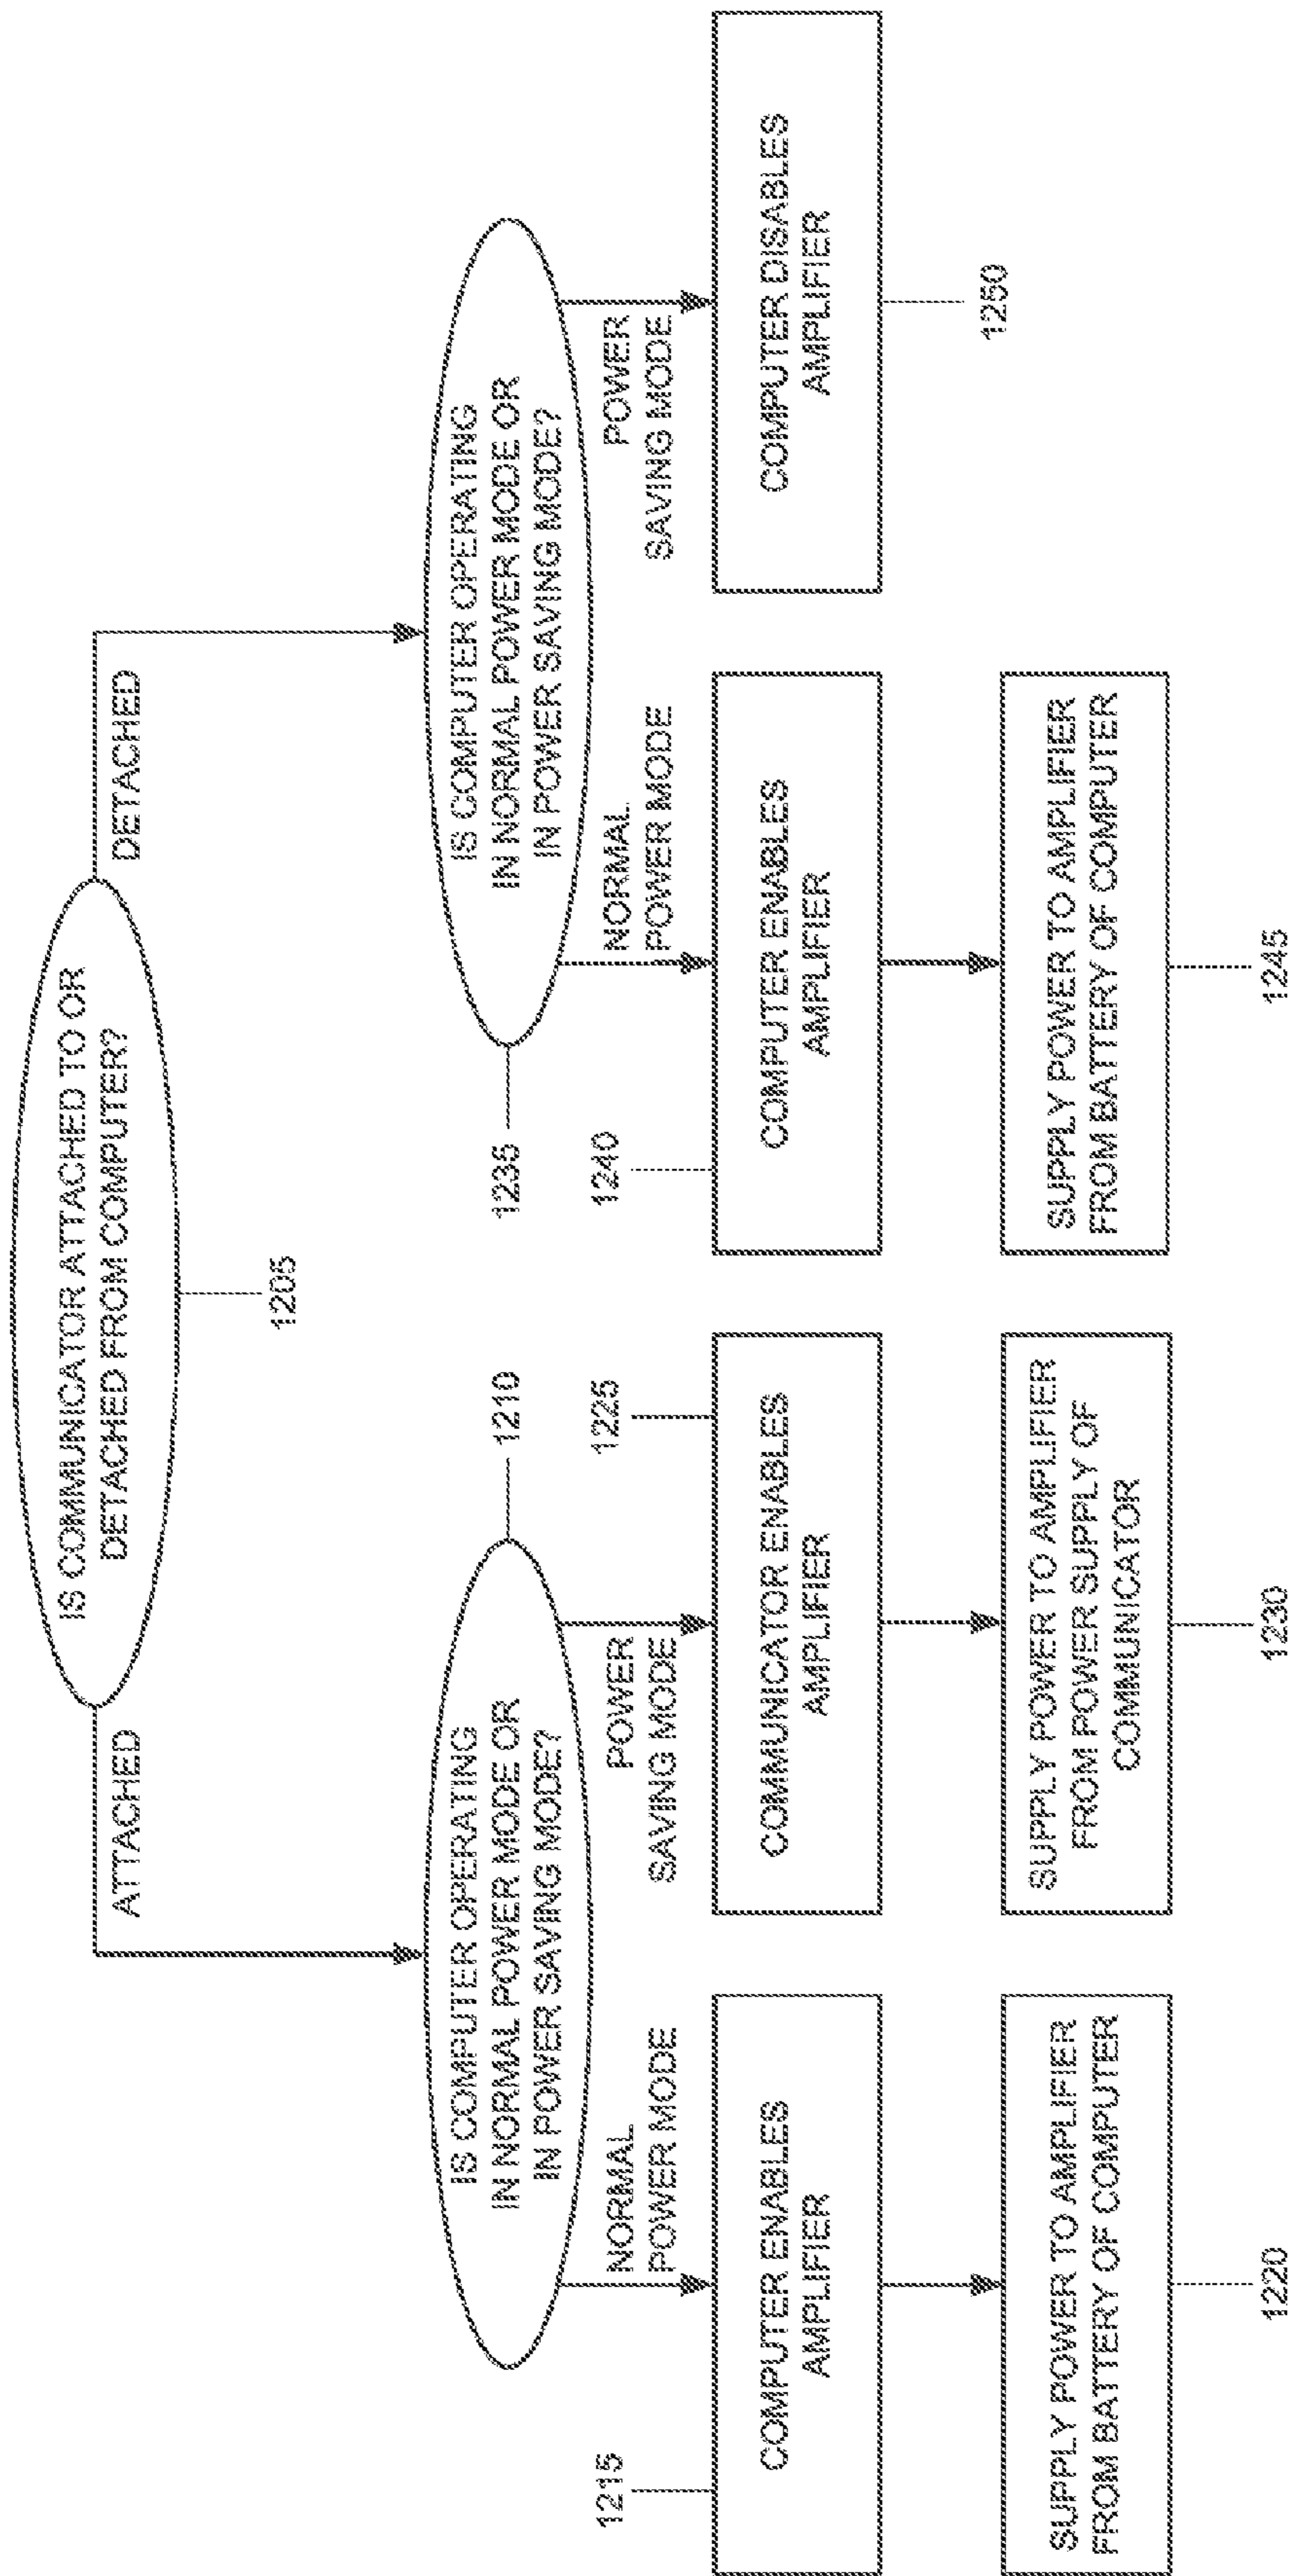 IS COMMUNICATOR ATTACHED TO OR
DETACHED FROM COMPUTER?
1205
ATTACHED
DETACHED
IS COMPUTER OPERATING
IN NORMAL POWER MODE OR
IN POWER SAVING MODE?
1210
IS COMPUTER OPERATING
IN NORMAL POWER MODE OR
IN POWER SAVING MODE?
1235
NORMAL
POWER MODE
POWER
SAVING MODE
NORMAL
POWER MODE
POWER
SAVING MODE
1215
COMPUTER ENABLES
AMPLIFIER
1225
COMMUNICATOR ENABLES
AMPLIFIER
1240
COMPUTER ENABLES
AMPLIFIER
COMPUTER DISABLES
AMPLIFIER
1250
SUPPLY POWER TO AMPLIFIER
FROM BATTERY OF COMPUTER
1220
SUPPLY POWER TO AMPLIFIER
FROM POWER SUPPLY OF
COMMUNICATOR
1230
SUPPLY POWER TO AMPLIFIER
FROM BATTERY OF COMPUTER
1245